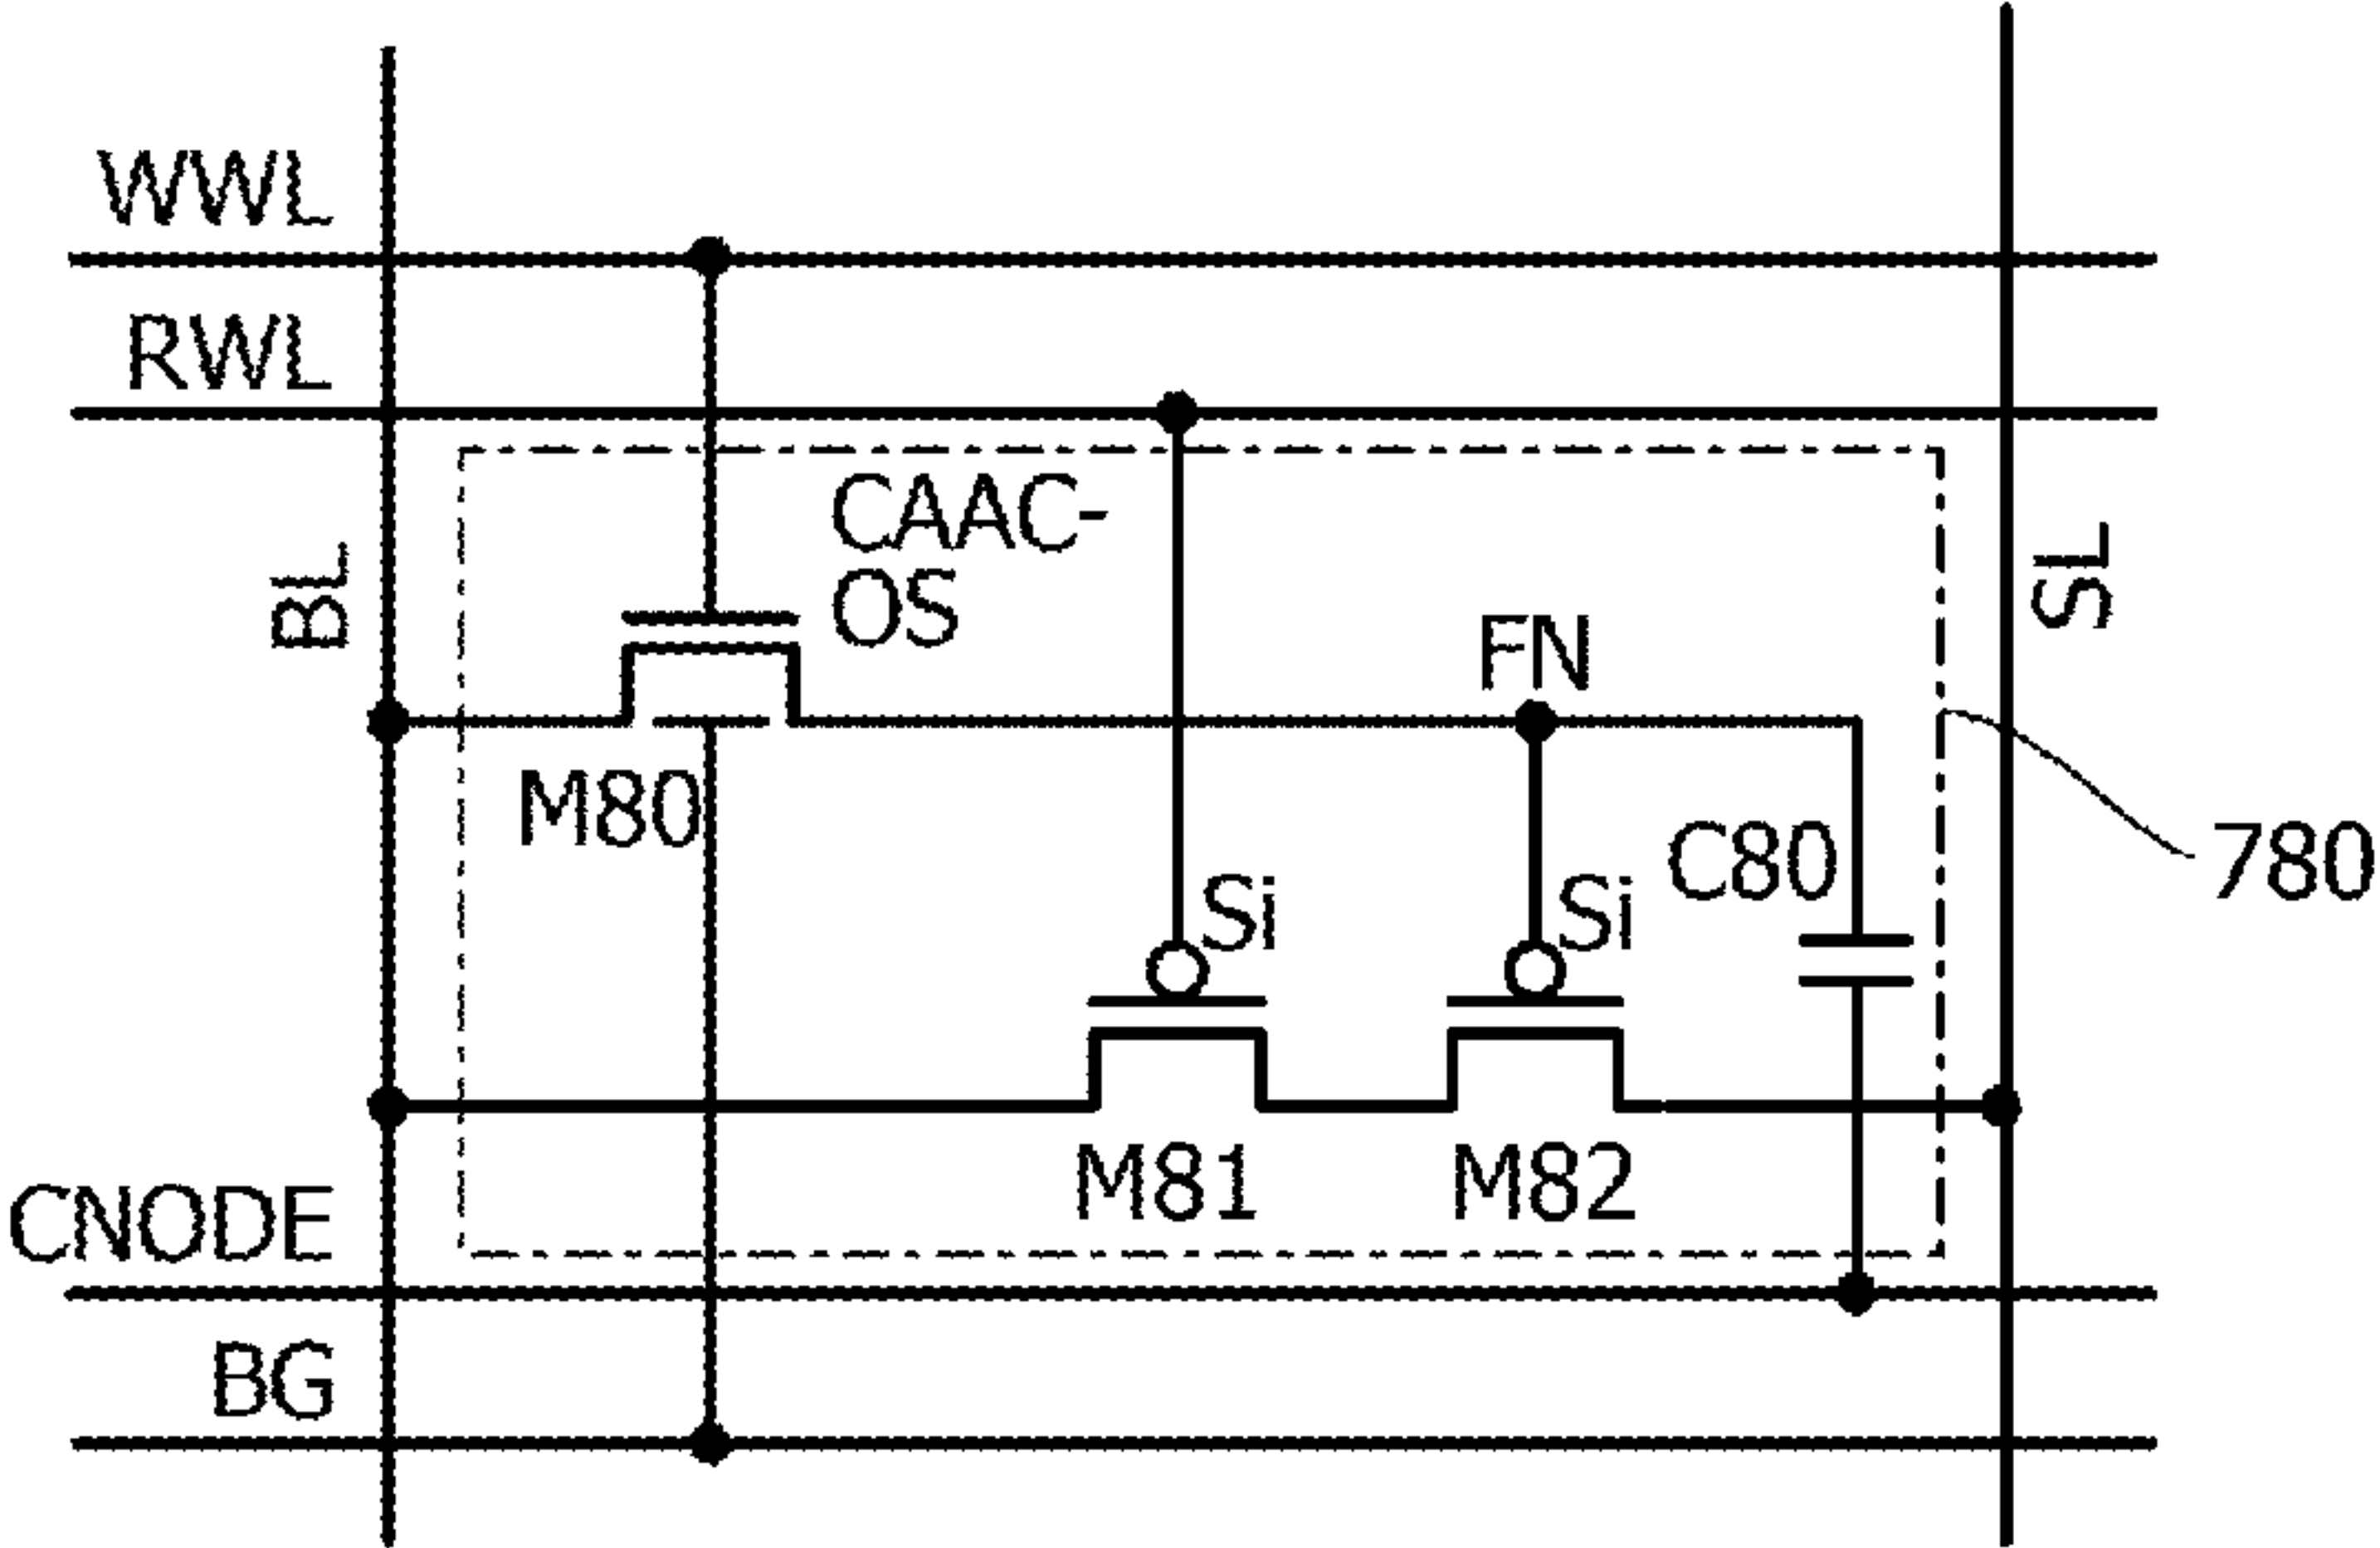 WWL
RWL
CAAC-
OS
BL
SL
FN
M80
C80
780
Si
Si
M81
M82
CNODE
BG